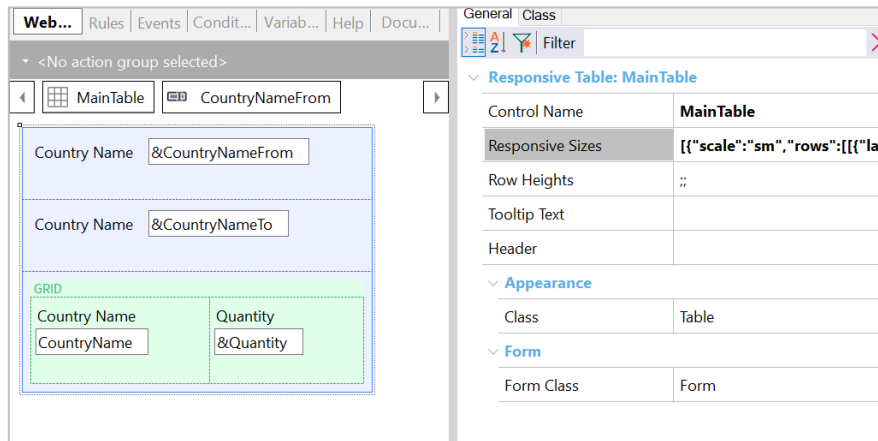 Web... Rules Events Condit... Variab... Help Docu...
<No action group selected>
MainTable CountryNameFrom
Country Name &CountryNameFrom
Country Name &CountryNameTo
GRID
Country Name Quantity
CountryName &Quantity
General Class
Filter
Responsive Table: MainTable
Control Name MainTable
Responsive Sizes [{"scale":"sm","rows":[[{"la
Row Heights ;;
Tooltip Text
Header
Appearance
Class Table
Form
Form Class Form